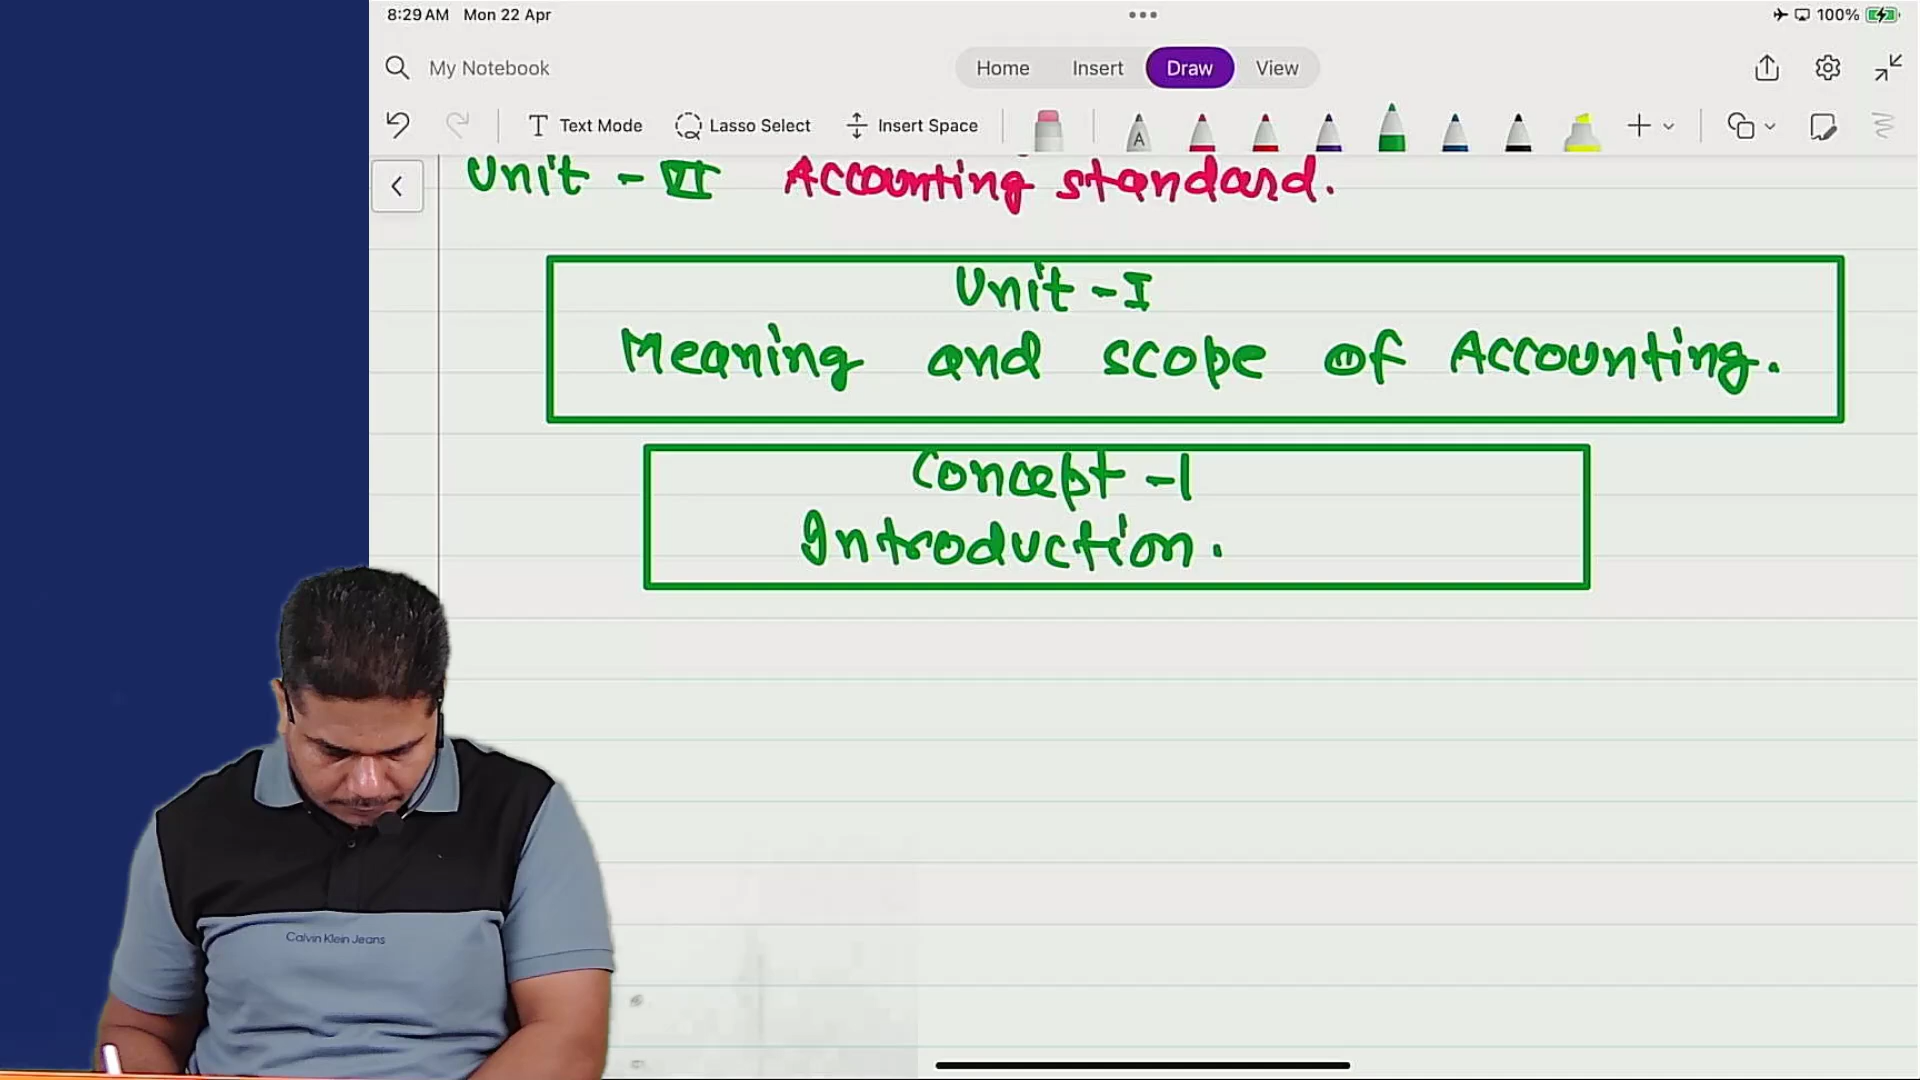 8:29 AM Mon 22 Apr
100%
My Notebook
Home Insert Draw View
Text Mode Lasso Select Insert Space
A
Unit - VI Accounting standard.
Unit - I
Meaning and scope of Accounting.
Concept - 1
Introduction.
Calvin Klein Jeans